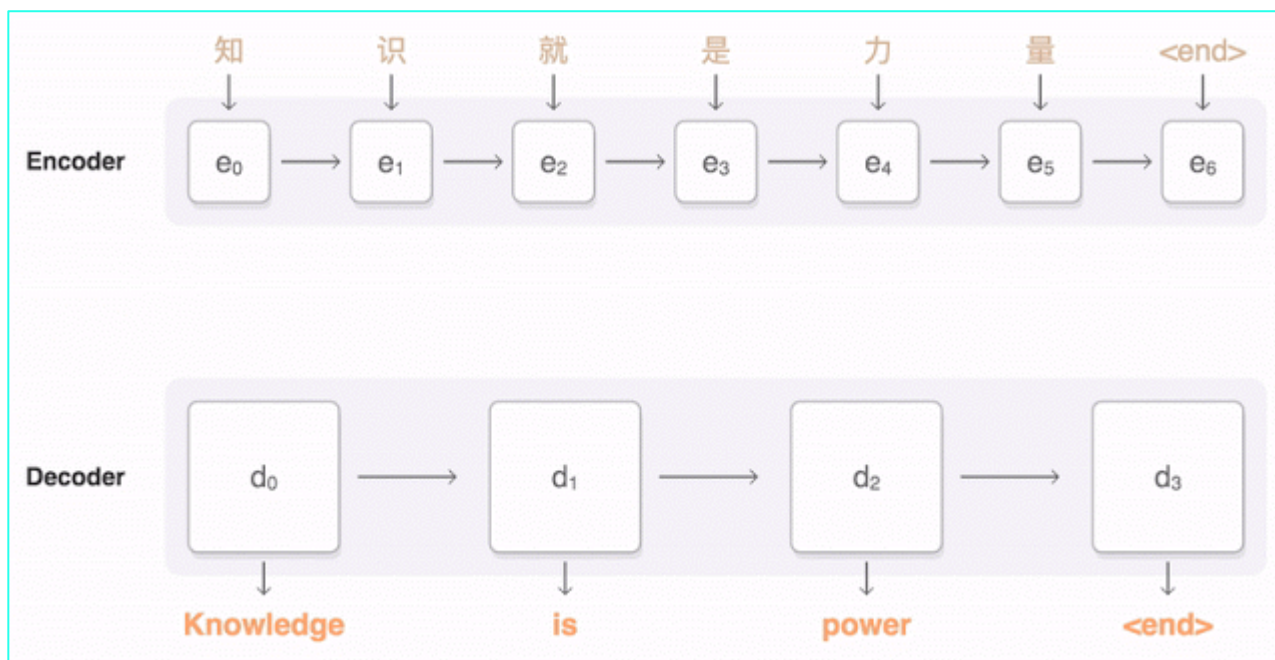 知 识 就 是 力 量 <end>
Encoder e₀ e₁ e₂ e₃ e₄ e₅ e₆
Decoder d₀ d₁ d₂ d₃
Knowledge is power <end>